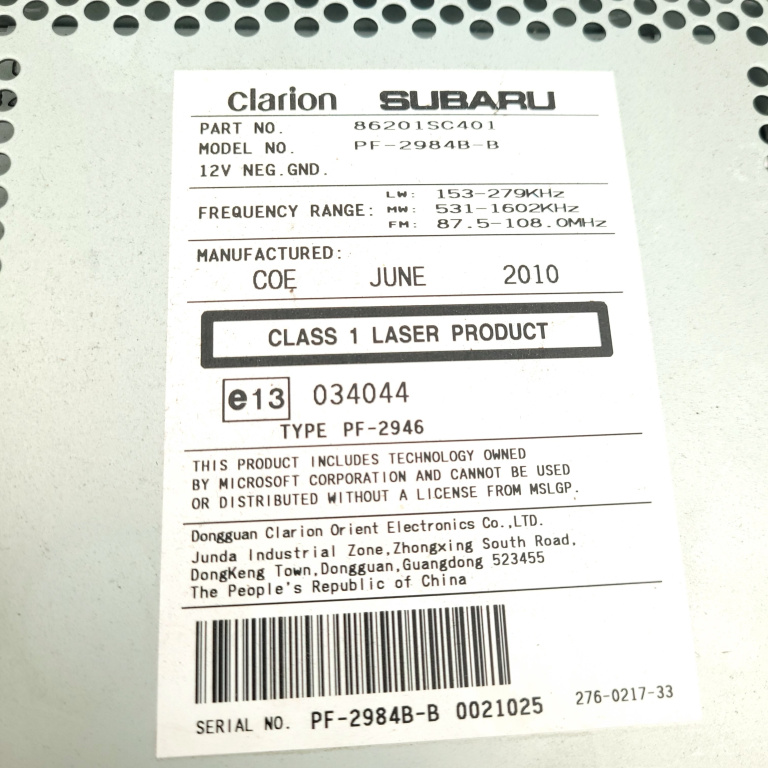 clarion SUBARU
PART NO. 86201SC401
MODEL NO. PF-2984B-B
12V NEG.GND.
FREQUENCY RANGE: LW: 153-279KHz
MW: 531-1602KHz
FM: 87.5-108.0MHz
MANUFACTURED:
COE JUNE 2010
CLASS 1 LASER PRODUCT
e13 034044
TYPE PF-2946
THIS PRODUCT INCLUDES TECHNOLOGY OWNED
BY MICROSOFT CORPORATION AND CANNOT BE USED
OR DISTRIBUTED WITHOUT A LICENSE FROM MSLGP.
Dongguan Clarion Orient Electronics Co.,LTD.
Junda Industrial Zone,Zhongxing South Road,
DongKeng Town,Dongguan,Guangdong 523455
The People's Republic of China
SERIAL NO. PF-2984B-B 0021025 276-0217-33